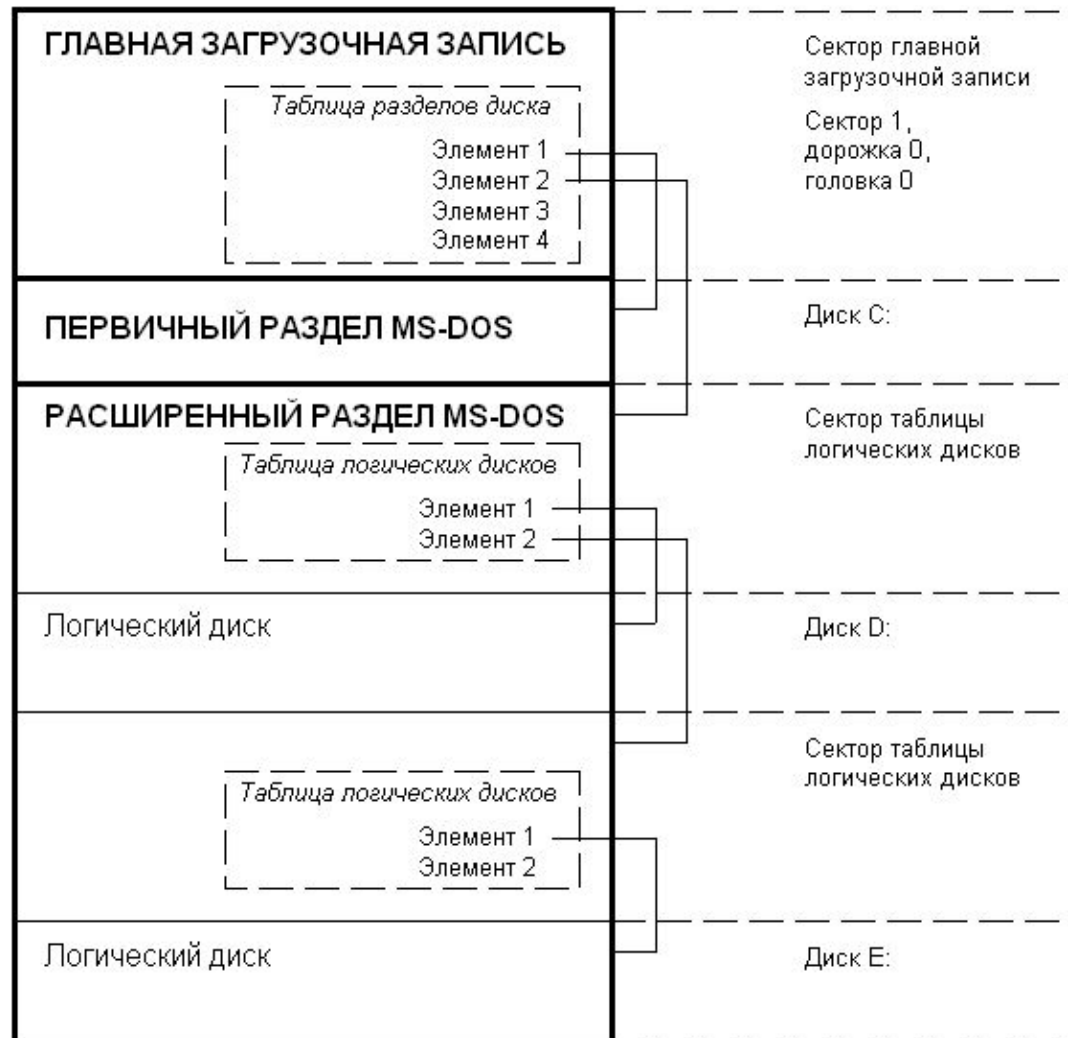 ГЛАВНАЯ ЗАГРУЗОЧНАЯ ЗАПИСЬ
Таблица разделов диска
Элемент 1
Элемент 2
Элемент 3
Элемент 4
Сектор главной
загрузочной записи
Сектор 1,
дорожка 0,
головка 0
ПЕРВИЧНЫЙ РАЗДЕЛ MS-DOS
Диск C:
РАСШИРЕННЫЙ РАЗДЕЛ MS-DOS
Таблица логических дисков
Элемент 1
Элемент 2
Сектор таблицы
логических дисков
Логический диск
Диск D:
Таблица логических дисков
Элемент 1
Элемент 2
Сектор таблицы
логических дисков
Логический диск
Диск E: